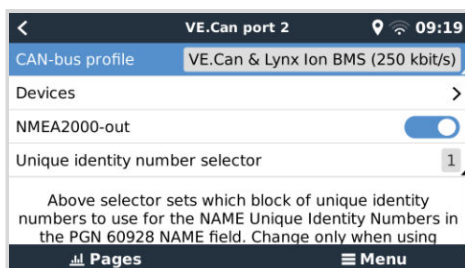 VE.Can port 2 09:19
CAN-bus profile VE.Can & Lynx Ion BMS (250 kbit/s)
Devices
NMEA2000-out
Unique identity number selector 1
Above selector sets which block of unique identity
numbers to use for the NAME Unique Identity Numbers in
the PGN 60928 NAME field. Change only when using
Pages Menu